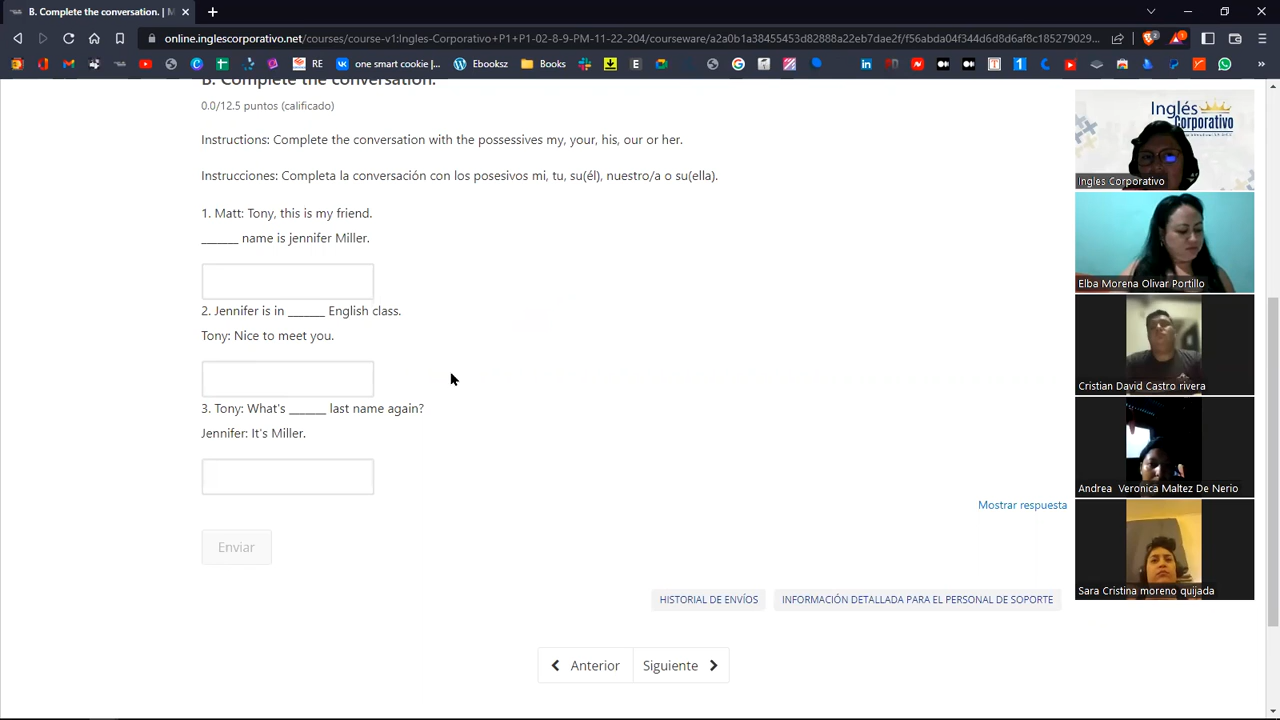 B. Complete the conversation. | M
online.inglescorporativo.net/courses/course-v1:Ingles-Corporativo+P1+P1-02-8-9-PM-11-22-204/courseware/a2a0b1a38455453d82888a2eb7dae2f/f56abda04f344d6d8d6af8c185279029...
RE
one smart cookie |...
Booksz
Books
B. Complete the conversation.
0.0/12.5 puntos (calificado)
Instructions: Complete the conversation with the possessives my, your, his, our or her.
Instrucciones: Completa la conversación con los posesivos mi, tu, su(él), nuestro/a o su(ella).
1. Matt: Tony, this is my friend.
______ name is jennifer Miller.
2. Jennifer is in ______ English class.
Tony: Nice to meet you.
3. Tony: What's ______ last name again?
Jennifer: It's Miller.
Mostrar respuesta
Enviar
HISTORIAL DE ENVÍOS
INFORMACIÓN DETALLADA PARA EL PERSONAL DE SOPORTE
Anterior
Siguiente
Inglés
Corporativo
Ingles Corporativo
Elba Morena Olivar Portillo
Cristian David Castro rivera
Andrea Veronica Maltez De Nerio
Sara Cristina moreno quijada